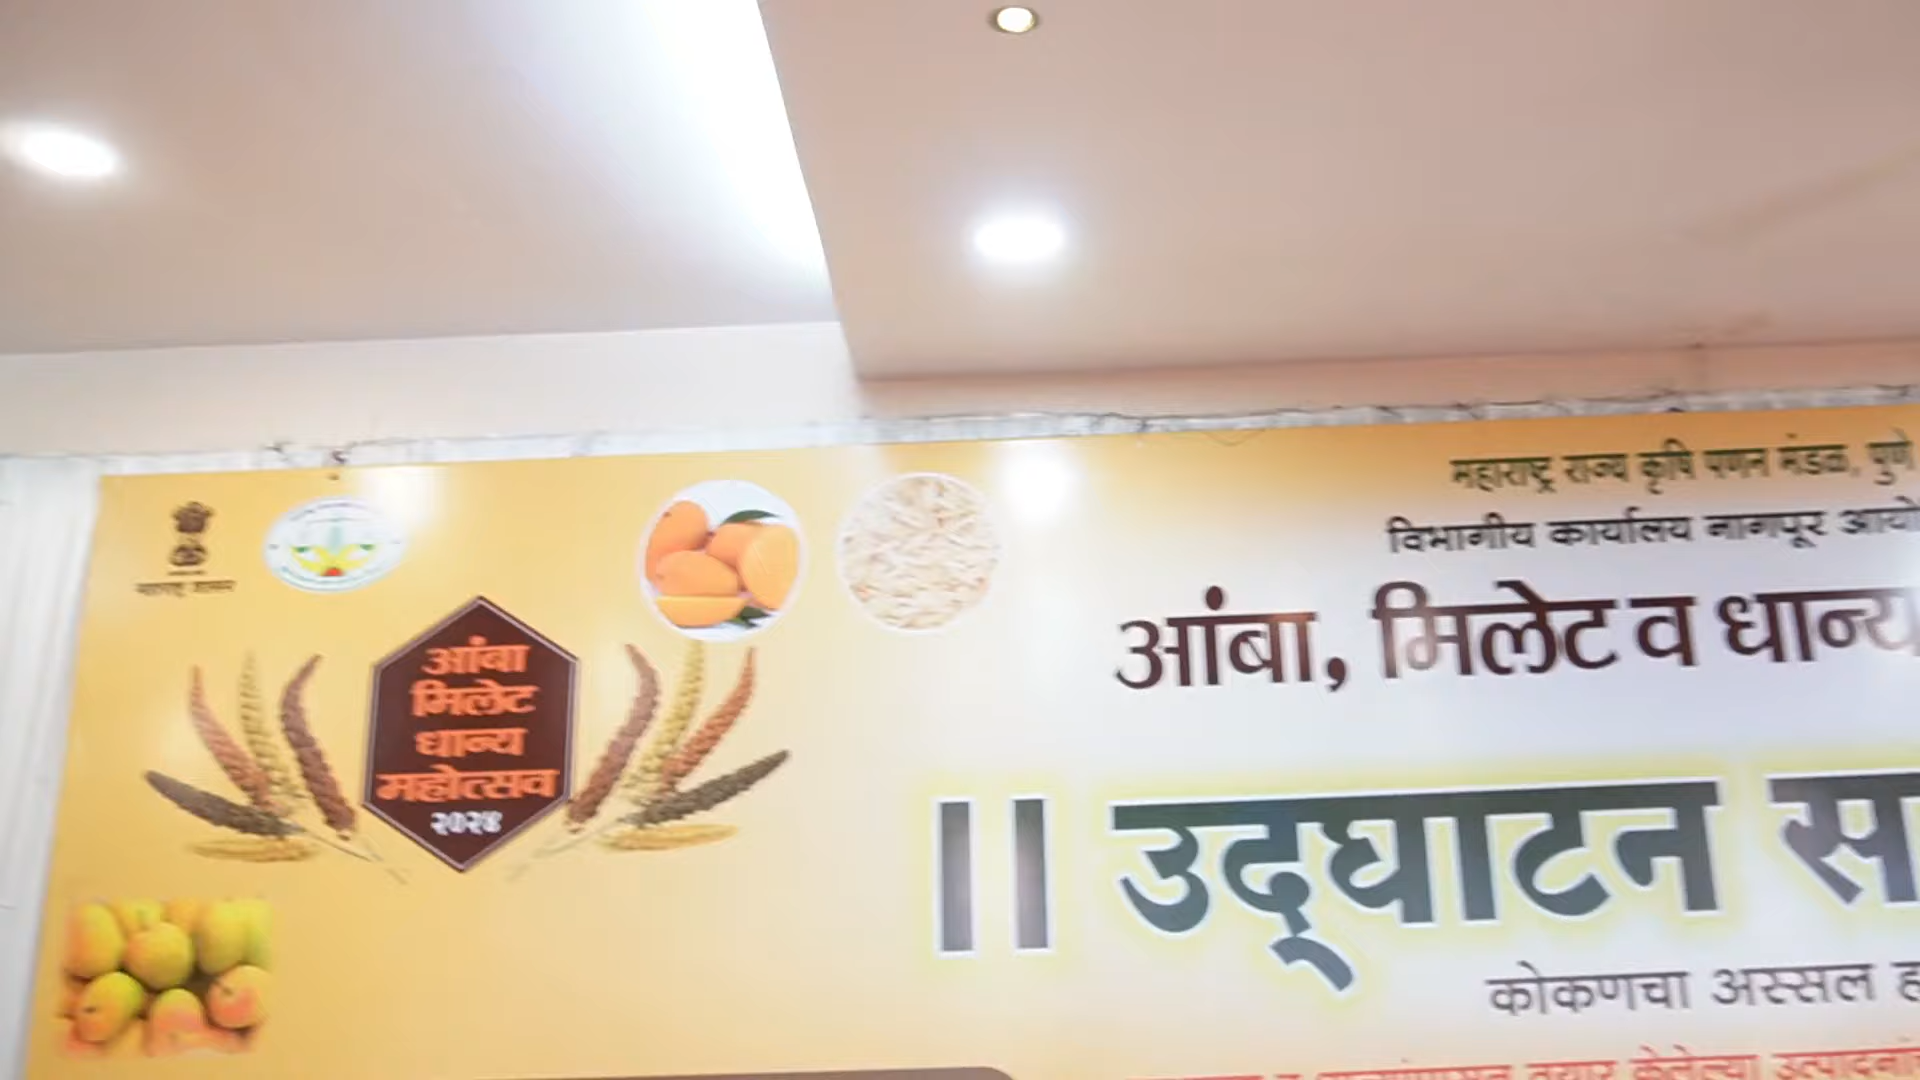 महाराष्ट्र राज्य कृषि पणन मंडळ, पुणे
विभागीय कार्यालय नागपूर
आंबा, मिलेट व धान्य
|| उद्‌घाटन
कोकणचा अस्सल
केलेल्या
आंबा
मिलेट
धान्य
महोत्सव
२०२४